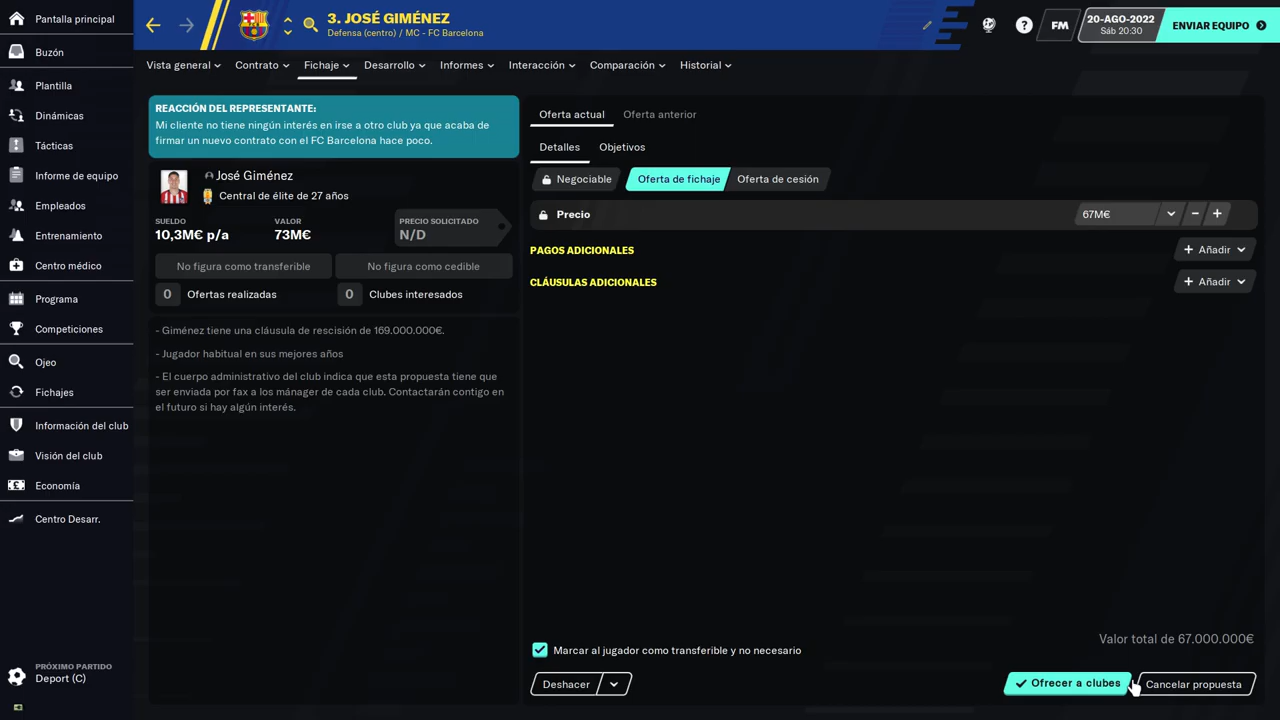 Pantalla principal
Buzón
Plantilla
Dinámicas
Tácticas
Informe de equipo
Empleados
Entrenamiento
Centro médico
Programa
Competiciones
Ojeo
Fichajes
Información del club
Visión del club
Economía
Centro Desarr.
PRÓXIMO PARTIDO
Deport (C)
3. JOSÉ GIMÉNEZ
Defensa (centro) / MC - FC Barcelona
FM
20-AGO-2022
Sáb 20:30
ENVIAR EQUIPO
Vista general
Contrato
Fichaje
Desarrollo
Informes
Interacción
Comparación
Historial
REACCIÓN DEL REPRESENTANTE:
Mi cliente no tiene ningún interés en irse a otro club ya que acaba de
firmar un nuevo contrato con el FC Barcelona hace poco.
José Giménez
Central de élite de 27 años
SUELDO
10,3M€ p/a
VALOR
73M€
PRECIO SOLICITADO
N/D
No figura como transferible
No figura como cedible
0 Ofertas realizadas
0 Clubes interesados
- Giménez tiene una cláusula de rescisión de 169.000.000€.
- Jugador habitual en sus mejores años
- El cuerpo administrativo del club indica que esta propuesta tiene que
ser enviada por fax a los mánager de cada club. Contactarán contigo en
el futuro si hay algún interés.
Oferta actual
Oferta anterior
Detalles
Objetivos
Negociable
Oferta de fichaje
Oferta de cesión
Precio
67M€
PAGOS ADICIONALES
+ Añadir
CLÁUSULAS ADICIONALES
+ Añadir
Valor total de 67.000.000€
Marcar al jugador como transferible y no necesario
Deshacer
Ofrecer a clubes
Cancelar propuesta